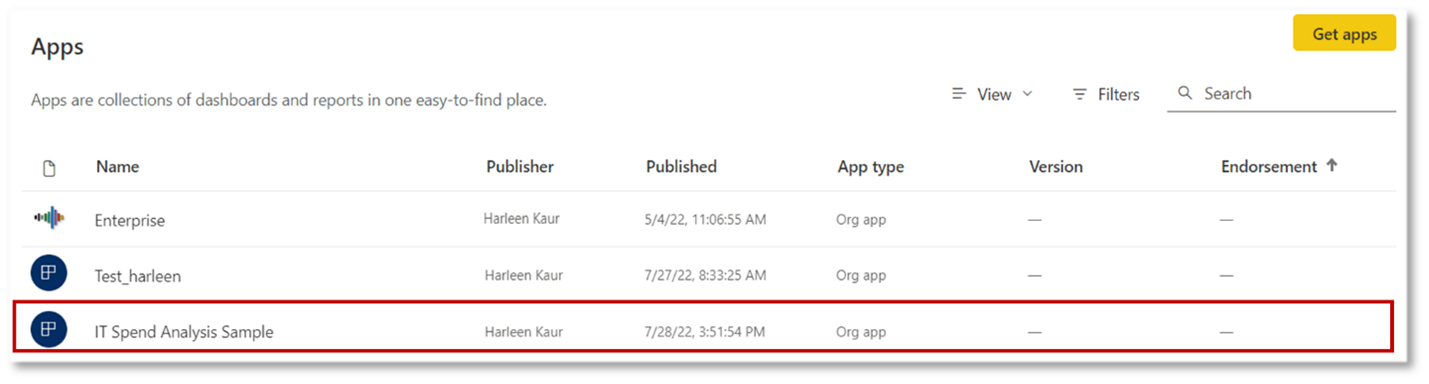 Apps
Get apps
Apps are collections of dashboards and reports in one easy-to-find place.
View Filters Search
Name Publisher Published App type Version Endorsement
Enterprise Harleen Kaur 5/4/22, 11:06:55 AM Org app — —
Test_harleen Harleen Kaur 7/27/22, 8:33:25 AM Org app — —
IT Spend Analysis Sample Harleen Kaur 7/28/22, 3:51:54 PM Org app — —